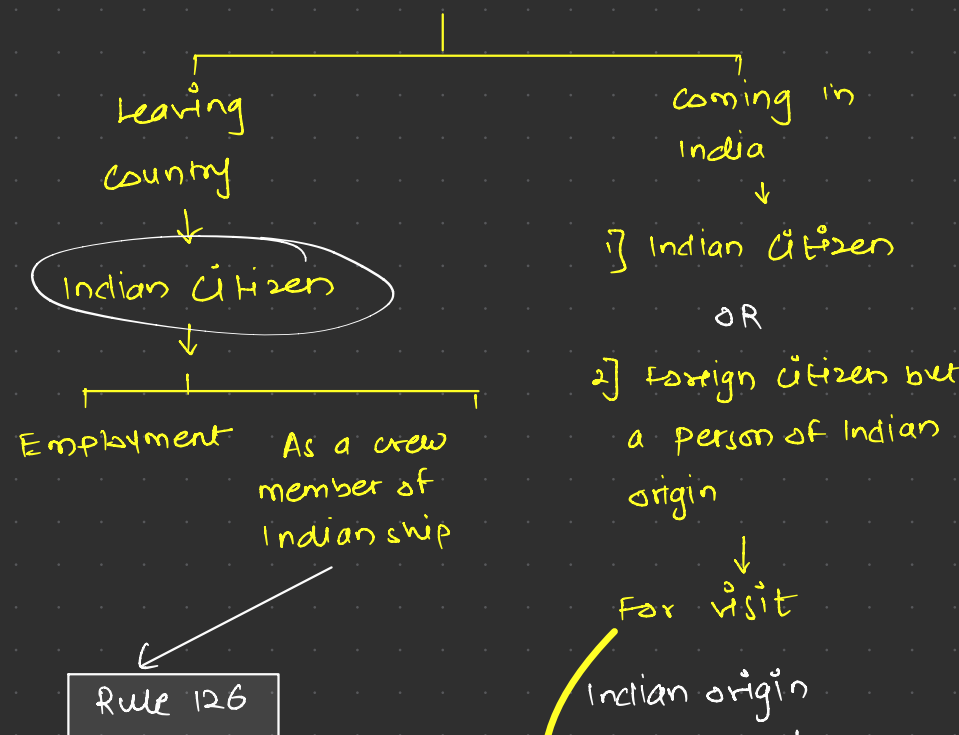 Leaving
country
Indian Citizen
Employment
As a crew
member of
Indian ship
Rule 126
coming in
India
1] Indian Citizen
OR
2] Foreign citizen but
a person of Indian
origin
For visit
Indian origin